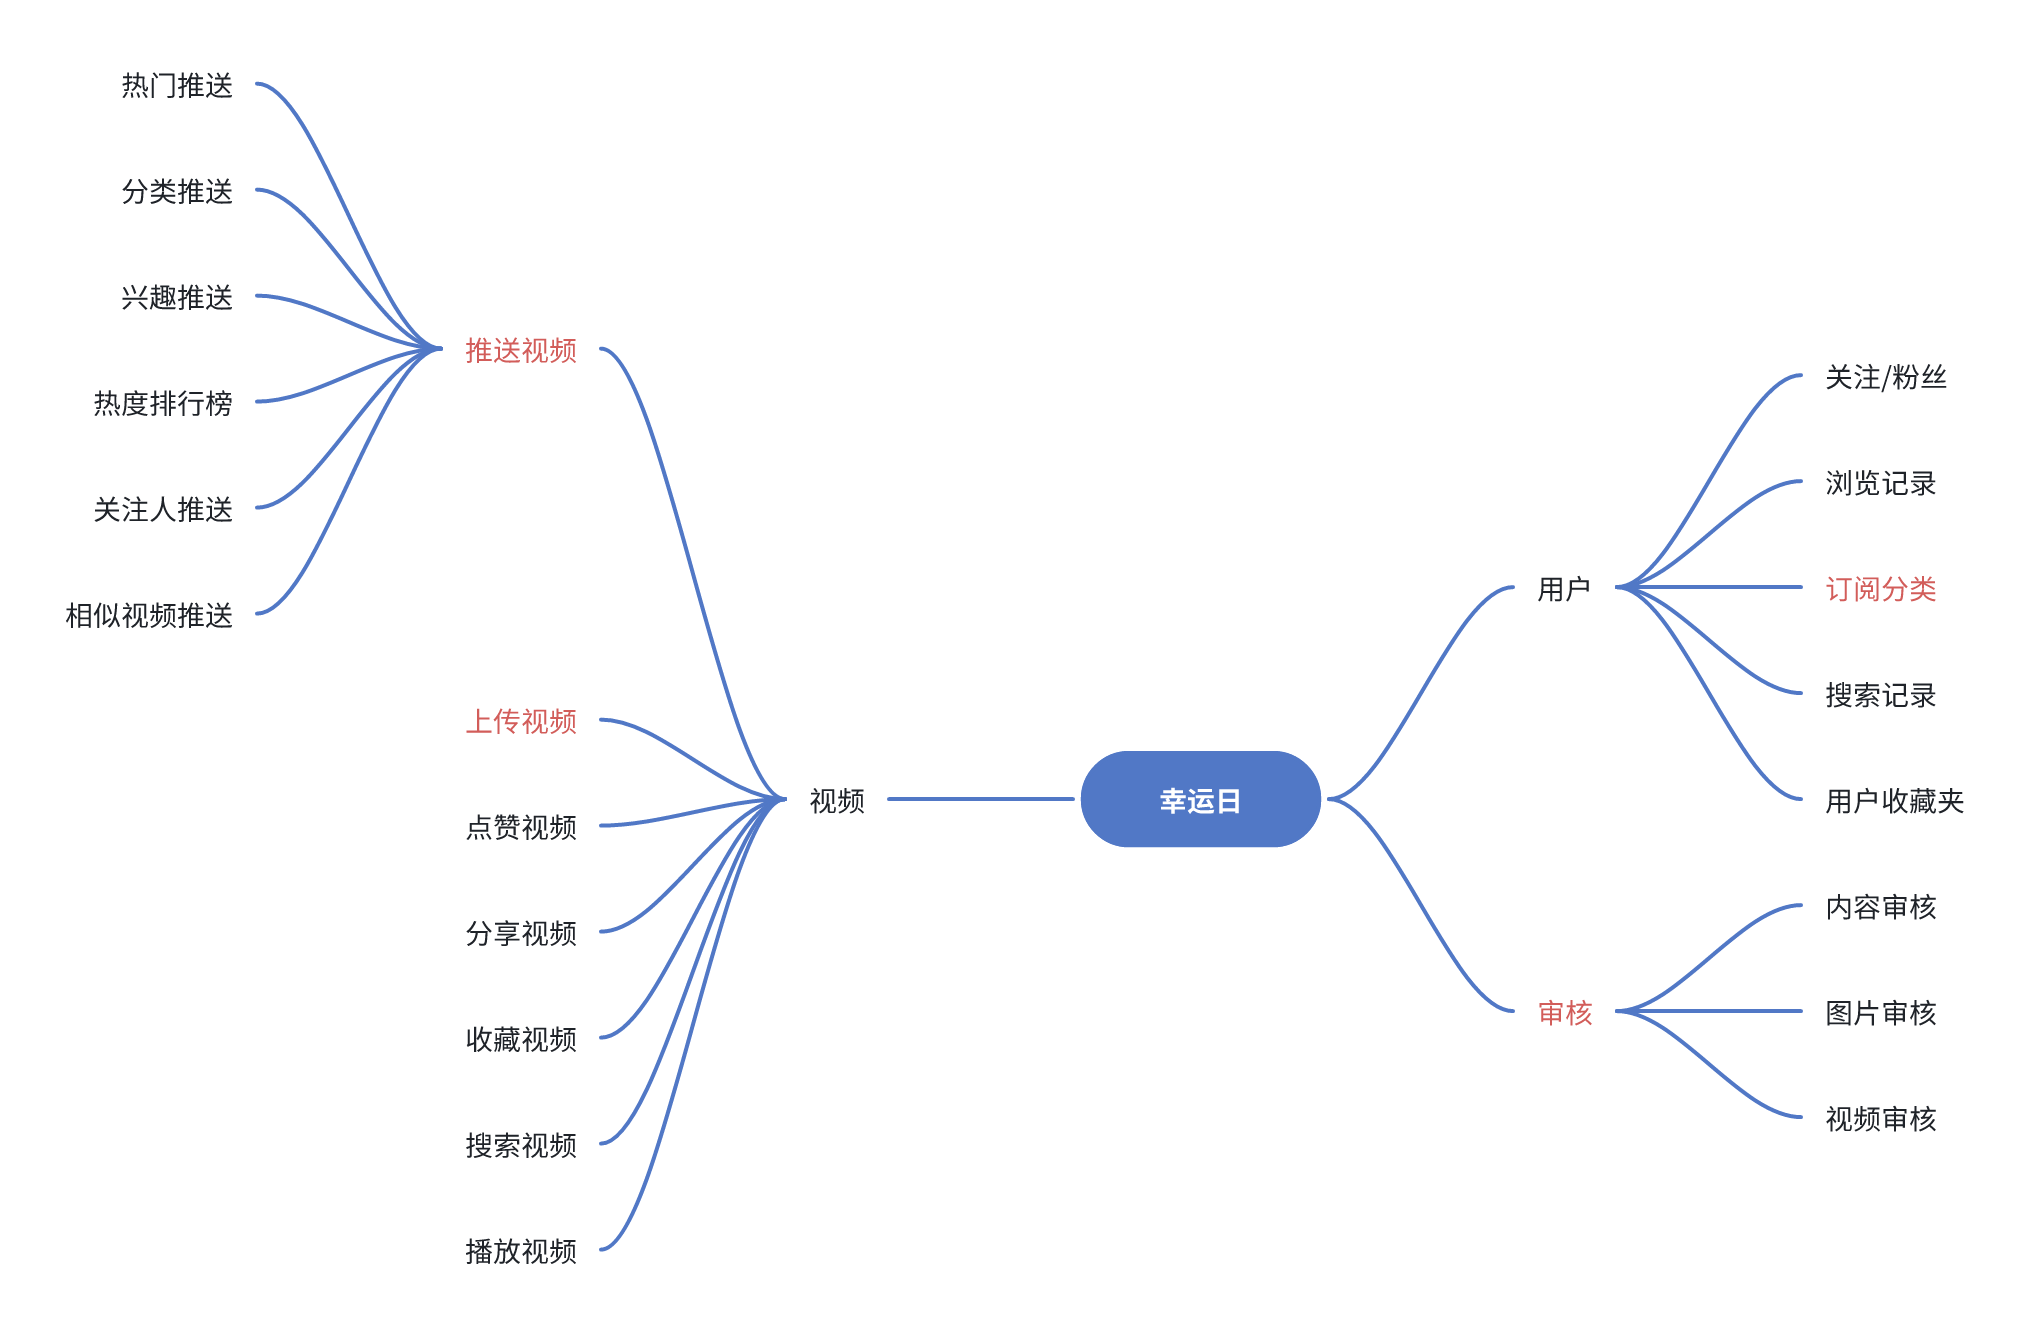 热门推送
分类推送
兴趣推送
热度排行榜
关注人推送
相似视频推送
推送视频
上传视频
点赞视频
分享视频
收藏视频
搜索视频
播放视频
视频
幸运日
用户
关注/粉丝
浏览记录
订阅分类
搜索记录
用户收藏夹
审核
内容审核
图片审核
视频审核